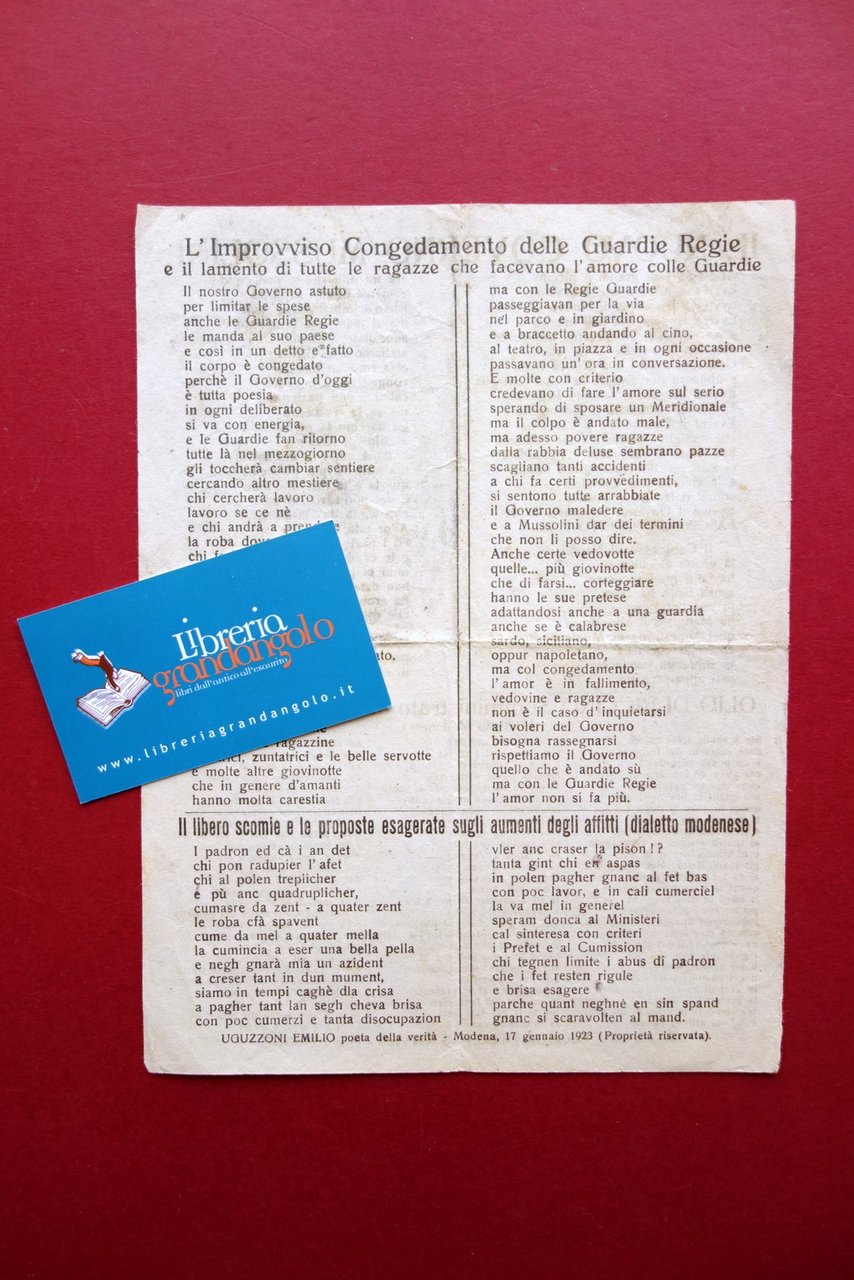 L'Improvviso Congedamento delle Guardie Regie
e il lamento di tutte le ragazze che facevano l'amore colle Guardie
Il nostro Governo astuto
per limitar le spese
anche le Guardie Regie
le manda al suo paese
e così in un detto e fatto
il corpo è congedato
perchè il Governo d'oggi
è tutta poesia
in ogni deliberato
si va con energia,
e le Guardie fan ritorno
tutte là nel mezzogiorno
gli toccherà cambiar sentiere
cercando altro mestiere
chi cercherà lavoro
lavoro se ce nè
e chi andrà a
la roba
chi
ragazzine
zuntatrici e le belle servotte
e molte altre giovinotte
che in genere d'amanti
hanno molta carestia
ma con le Regie Guardie
passeggiavan per la via
nel parco e in giardino
e a braccetto andando al cino,
al teatro, in piazza e in ogni occasione
passavano un'ora in conversazione.
E molte con criterio
credevano di fare l'amore sul serio
sperando di sposare un Meridionale
ma il colpo è andato male,
ma adesso povere ragazze
dalla rabbia deluse sembrano pazze
scagliano tanti accidenti
a chi fa certi provvedimenti,
si sentono tutte arrabbiate
il Governo maledere
e a Mussolini dar dei termini
che non li posso dire.
Anche certe vedovotte
quelle... più giovinotte
che di farsi... corteggiare
hanno le sue pretese
adattandosi anche a una guardia
anche se è calabrese
sardo, siciliano,
oppur napoletano,
ma col congedamento
l'amor è in fallimento,
vedovine e ragazze
non è il caso d'inquietarsi
ai voleri del Governo
bisogna rassegnarsi
rispettiamo il Governo
quello che è andato sù
ma con le Guardie Regie
l'amor non si fa più.
Il libero scomie e le proposte esagerate sugli aumenti degli affitti (dialetto modenese)
I padron ed cà i an det
chi pon radupier l'afet
chi al polen treplicher
e pù anc quadruplicher,
cumasre da zent - a quater zent
le roba cfà spavent
cume da mel a quater mella
la cumincia a eser una bella pella
e negh gnarà mia un azident
a creser tant in dun mument,
siamo in tempi caghè dla crisa
a pagher tant lan segh cheva brisa
con poc cumerzi e tanta disocupazion
vler anc craser la pison!?
tanta gint chi en aspas
in polen pagher gnanc al fet bas
con poc lavor, e in cali cumerciel
la va mel in generel
speram donca al Ministeri
cal sinteresa con criteri
i Prefet e al Cumission
chi tegnen limite i abus di padron
che i fet resten rigule
e brisa esagere
parche quant neghnè en sin spand
gnanc si scaravolten al mand.
UGUZZONI EMILIO poeta della verità - Modena, 17 gennaio 1923 (Proprietà riservata).
Libreria
grandangolo
libri dall'antico all'esaurito
www.libreriagrandangolo.it